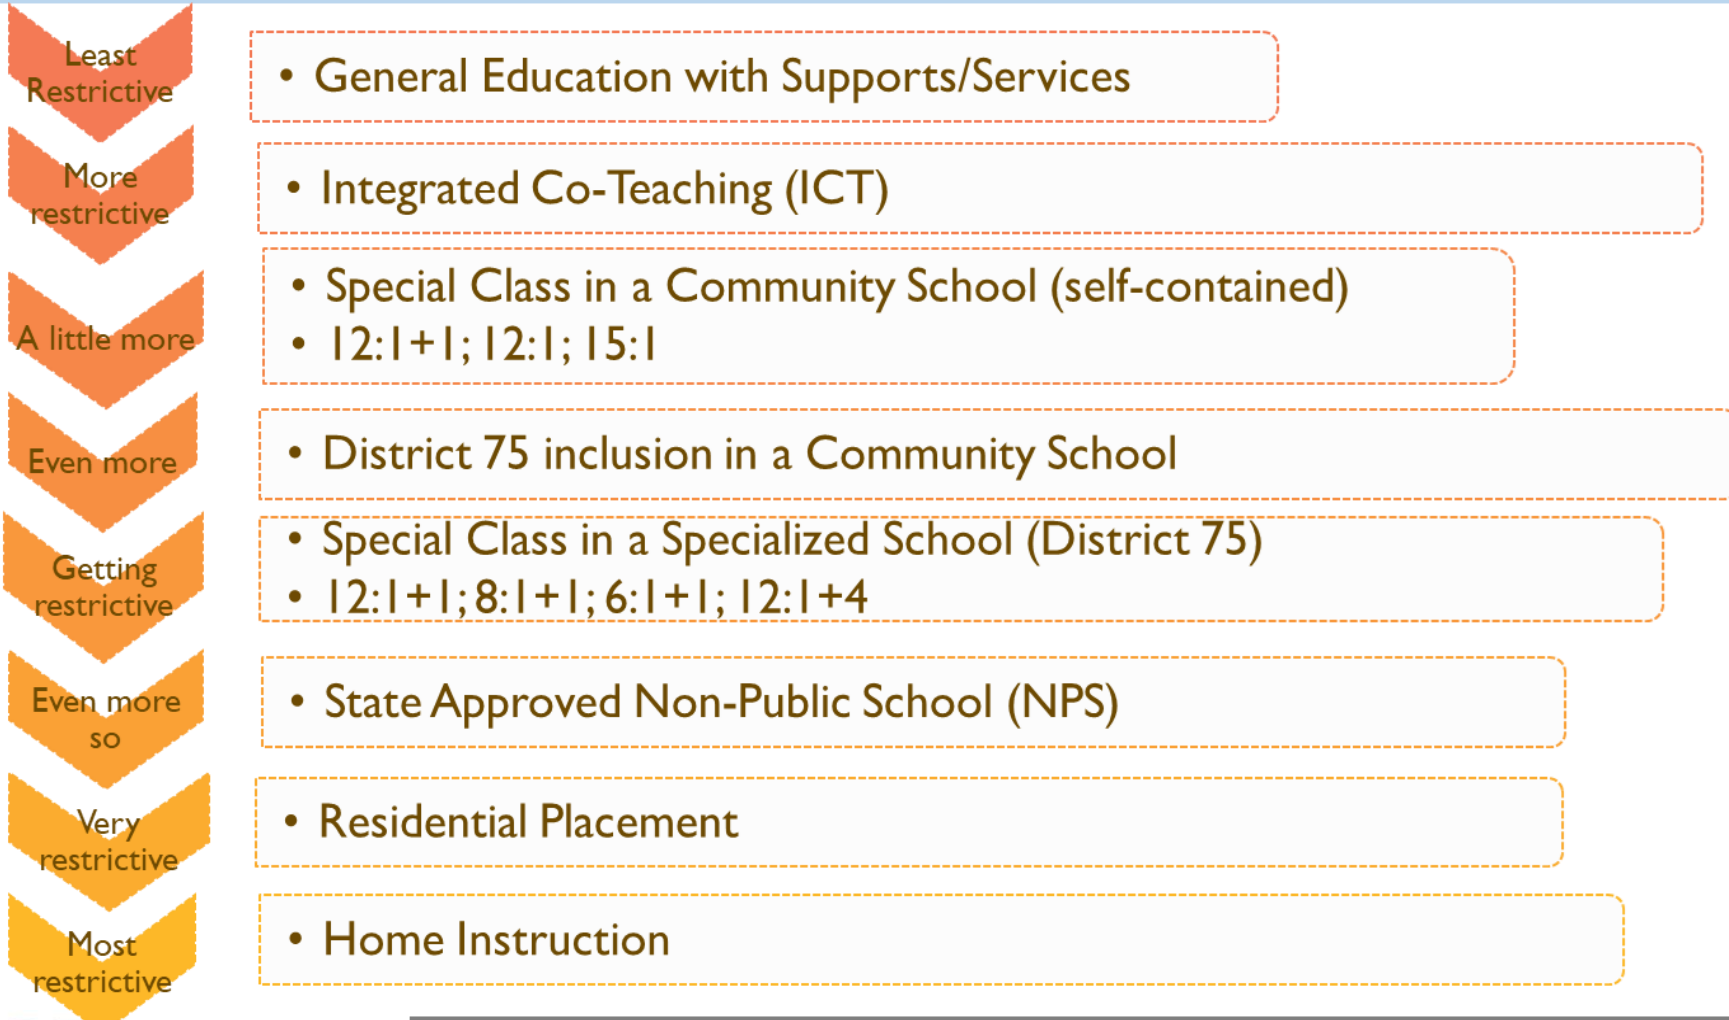 Least
Restrictive
• General Education with Supports/Services
More
restrictive
• Integrated Co-Teaching (ICT)
A little more
• Special Class in a Community School (self-contained)
• 12:1+1; 12:1; 15:1
Even more
• District 75 inclusion in a Community School
Getting
restrictive
• Special Class in a Specialized School (District 75)
• 12:1+1; 8:1+1; 6:1+1; 12:1+4
Even more
so
• State Approved Non-Public School (NPS)
Very
restrictive
• Residential Placement
Most
restrictive
• Home Instruction